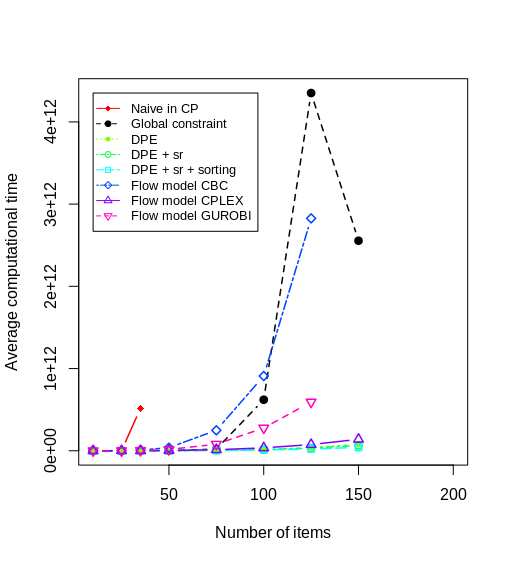 Naive in CP
Global constraint
DPE
DPE + sr
DPE + sr + sorting
Flow model CBC
Flow model CPLEX
Flow model GUROBI
Average computational time
4e+12
3e+12
2e+12
1e+12
0e+00
50 100 150 200
Number of items